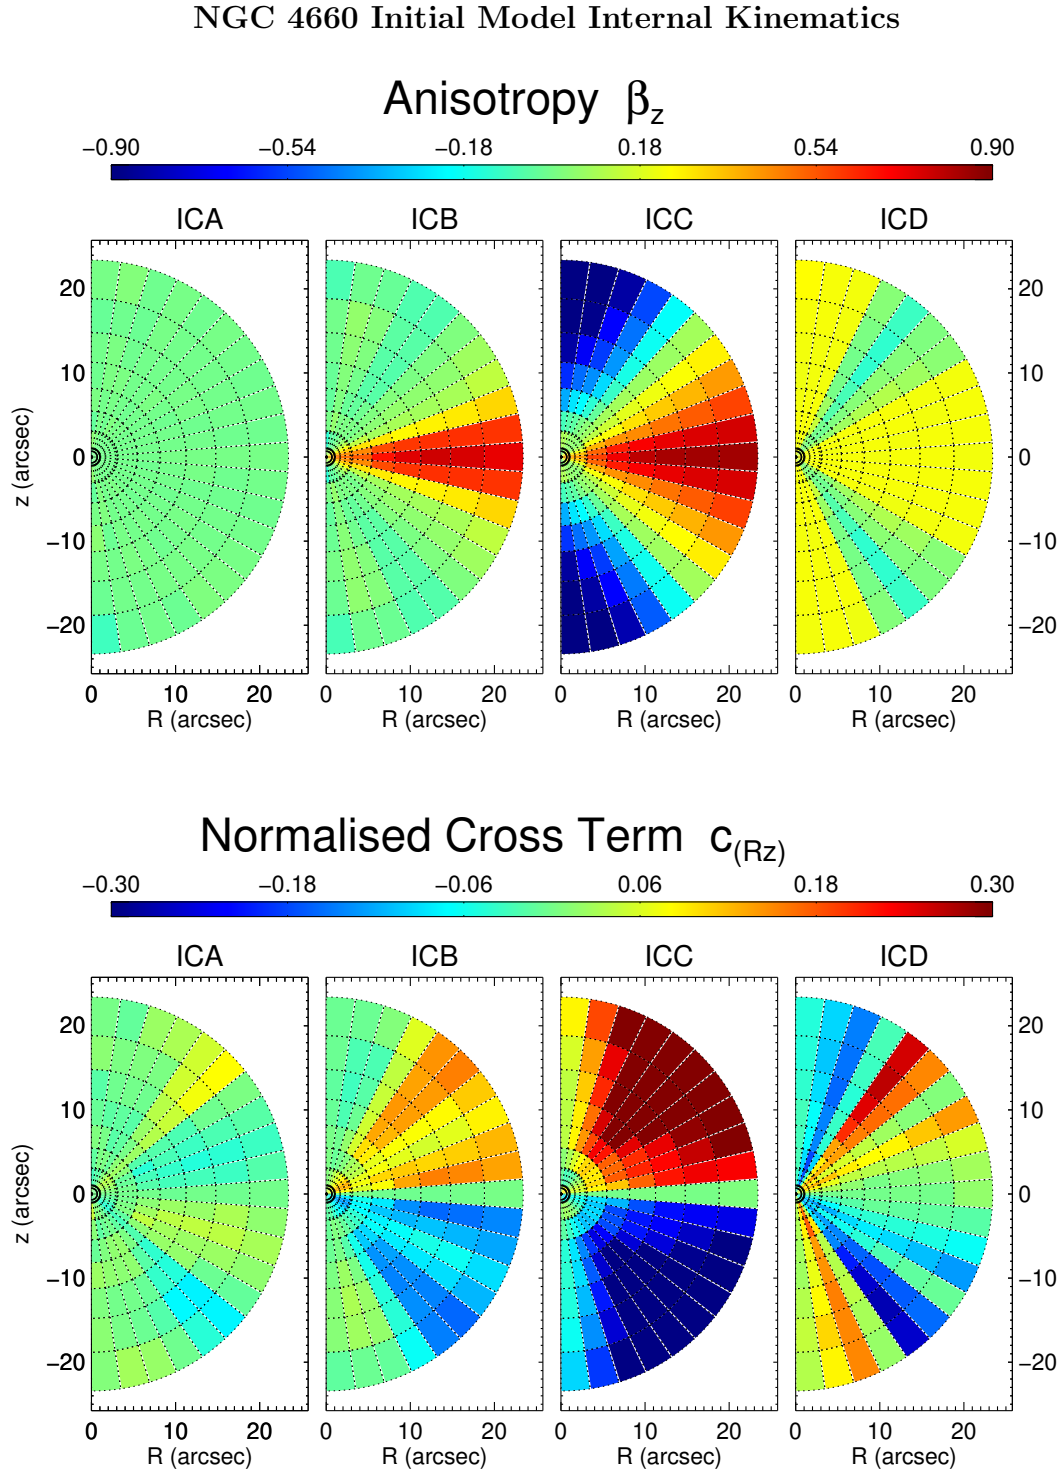 NGC 4660 Initial Model Internal Kinematics
Anisotropy βz
−0.90 −0.54 −0.18 0.18 0.54 0.90
ICA ICB ICC ICD
20 20
10 10
0 0
−10 −10
−20 −20
z (arcsec)
0 10 20 0 10 20 0 10 20 0 10 20
R (arcsec) R (arcsec) R (arcsec) R (arcsec)
Normalised Cross Term c(Rz)
−0.30 −0.18 −0.06 0.06 0.18 0.30
ICA ICB ICC ICD
20 20
10 10
0 0
−10 −10
−20 −20
z (arcsec)
0 10 20 0 10 20 0 10 20 0 10 20
R (arcsec) R (arcsec) R (arcsec) R (arcsec)